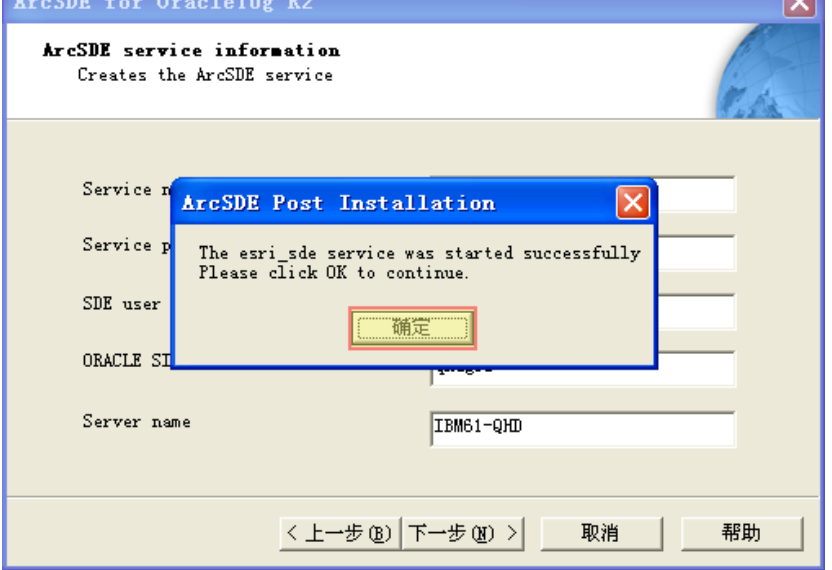 ArcSDE for Oracle10g R2
ArcSDE service information
Creates the ArcSDE service
Service
ArcSDE Post Installation
The esri_sde service was started successfully
Please click OK to continue.
确定
Service
SDE user
ORACLE
Server name
IBM61-QHD
< 上一步(B)
下一步(N) >
取消
帮助